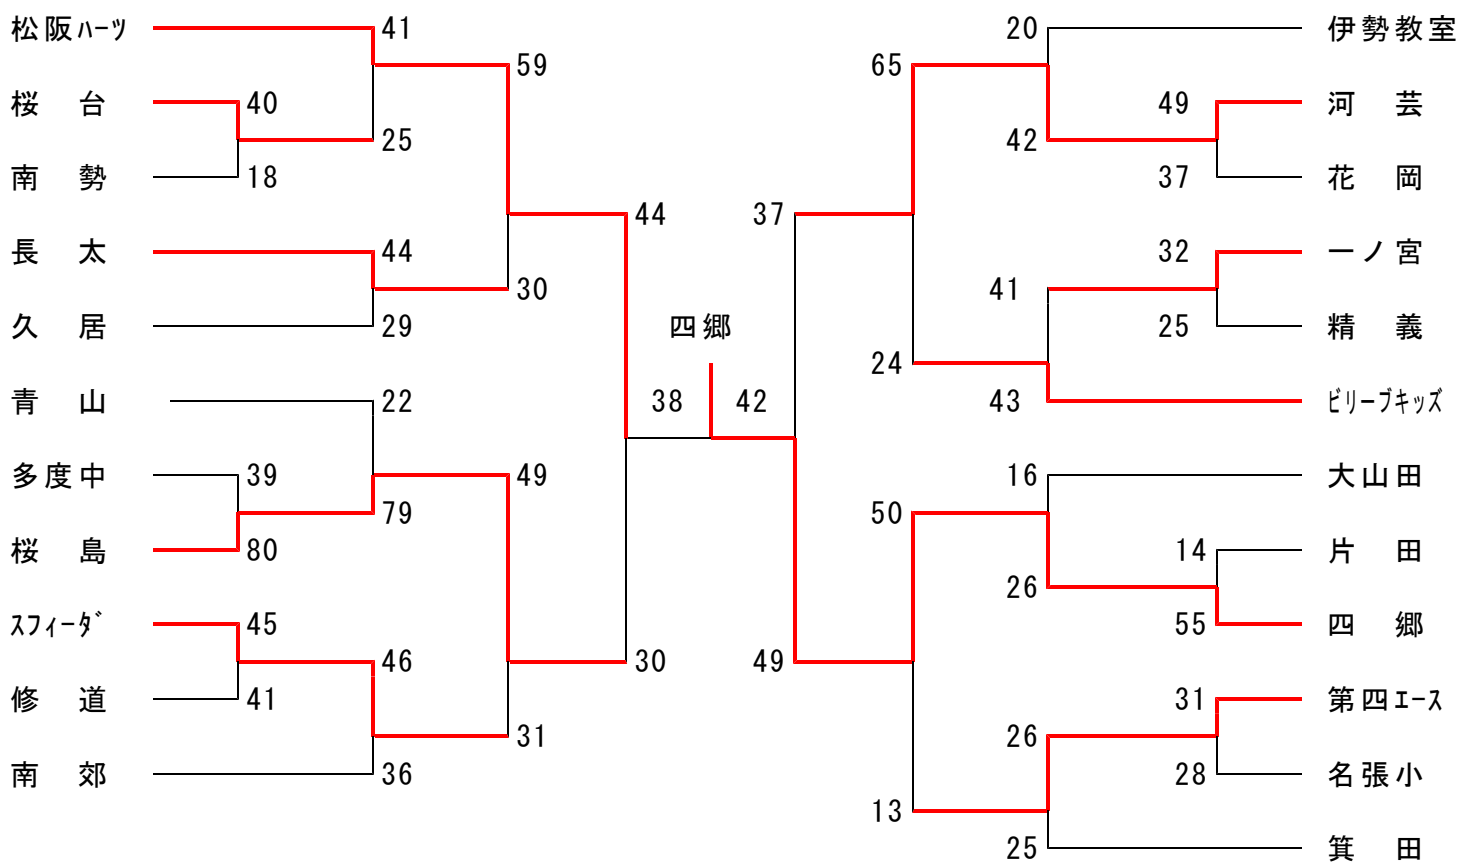 松阪ﾊｰﾂ 41 20 伊勢教室
59 65
桜台 40 49 河芸
25 42
南勢 18 37 花岡
44 37
長太 44 32 一ノ宮
30 41
久居 29 四郷 25 精義
24
青山 22 38 42 43 ビリーブキッズ
多度中 39 49 16 大山田
79 50
桜島 80 14 片田
26
ｽﾌｨｰﾀﾞ 45 55 四郷
46 30 49
修道 41 31 第四ｴｰｽ
31 26
南郊 36 28 名張小
13
25 箕田